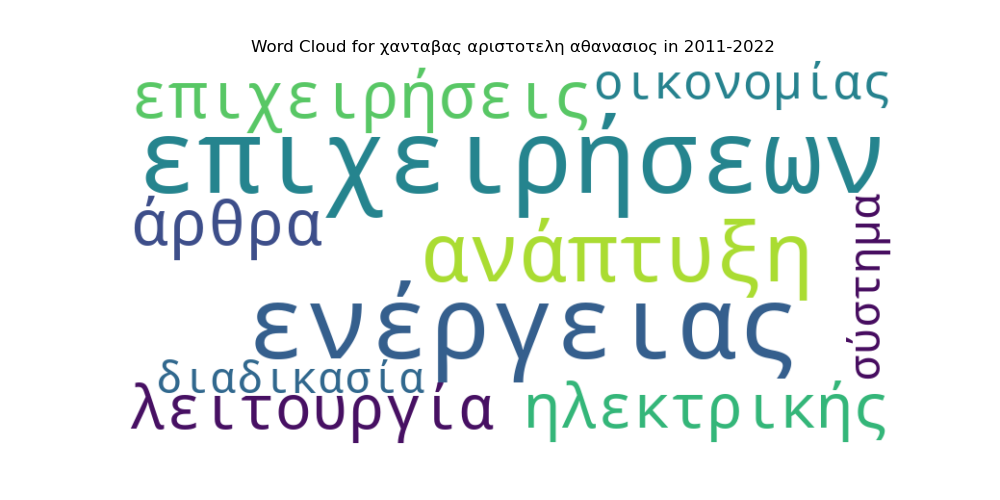 Word Cloud for χανταβας αριστοτελη αθανασιος in 2011-2022
επιχειρήσεις
οικονομίας
επιχειρήσεων
άρθρα
ανάπτυξη
σύστημα
ενέργειας
διαδικασία
λειτουργία
ηλεκτρικής